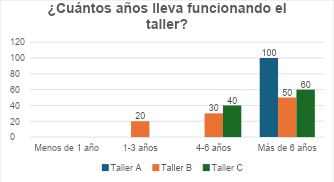 ¿Cuántos años lleva funcionando el
taller?
120
100
80
60
40
20
0
100
20
30
40
50
60
Menos de 1 año
1-3 años
4-6 años
Más de 6 años
Taller A
Taller B
Taller C